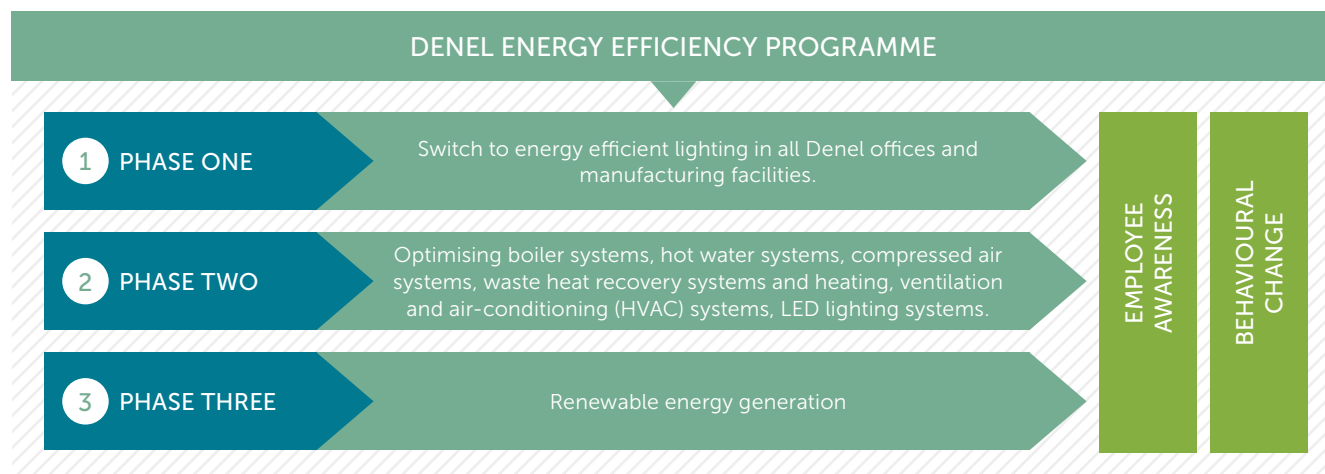 DENEL ENERGY EFFICIENCY PROGRAMME
1 PHASE ONE
Switch to energy efficient lighting in all Denel offices and
manufacturing facilities.
2 PHASE TWO
Optimising boiler systems, hot water systems, compressed air
systems, waste heat recovery systems and heating, ventilation
and air-conditioning (HVAC) systems, LED lighting systems.
3 PHASE THREE
Renewable energy generation
EMPLOYEE
AWARENESS
BEHAVIOURAL
CHANGE